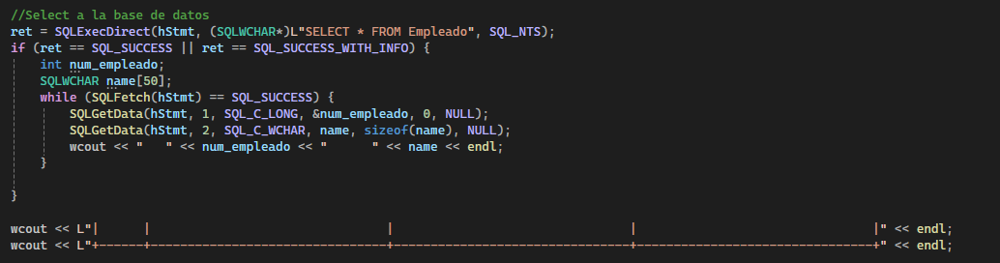 //Select a la base de datos
ret = SQLExecDirect(hStmt, (SQLWCHAR*)L"SELECT * FROM Empleado", SQL_NTS);
if (ret == SQL_SUCCESS || ret == SQL_SUCCESS_WITH_INFO) {
    int num_empleado;
    SQLWCHAR name[50];
    while (SQLFetch(hStmt) == SQL_SUCCESS) {
        SQLGetData(hStmt, 1, SQL_C_LONG, &num_empleado, 0, NULL);
        SQLGetData(hStmt, 2, SQL_C_WCHAR, name, sizeof(name), NULL);
        wcout << "   " << num_empleado << "      " << name << endl;
    }

}

wcout << L"|      |                                |                                |                                |" << endl;
wcout << L"+------+--------------------------------+--------------------------------+--------------------------------+" << endl;